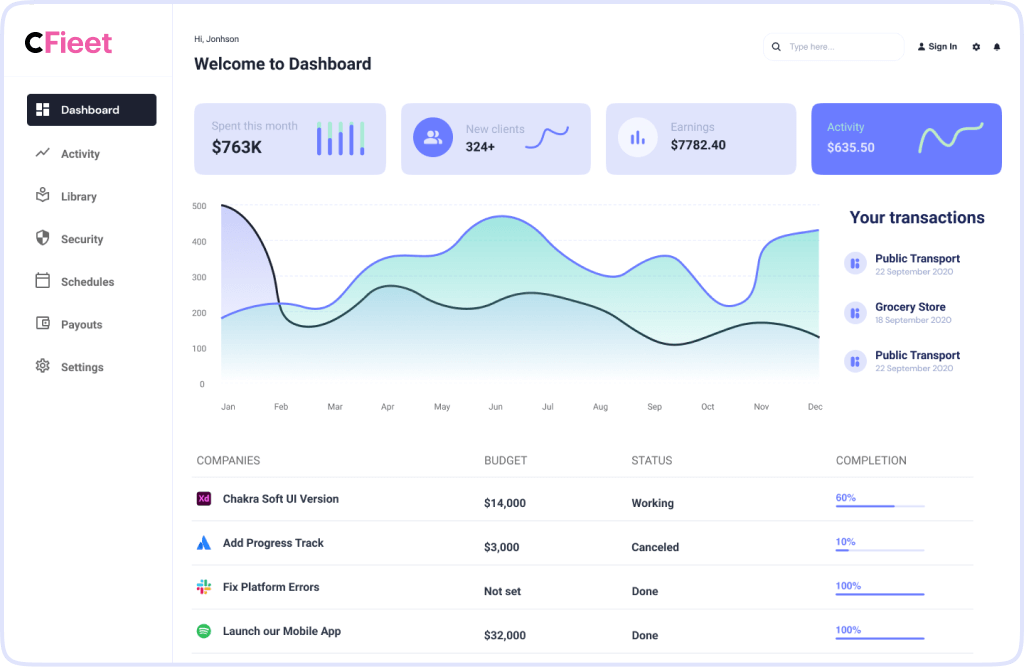 CFieet
Dashboard
Activity
Library
Security
Schedules
Payouts
Settings
Hi, Jonhson
Welcome to Dashboard
Type here...
Sign In
Spent this month
$763K
New clients
324+
Earnings
$7782.40
Activity
$635.50
500
400
300
200
100
0
Jan Feb Mar Apr May Jun Jul Aug Sep Oct Nov Dec
Your transactions
Public Transport
22 September 2020
Grocery Store
18 September 2020
Public Transport
22 September 2020
COMPANIES BUDGET STATUS COMPLETION
Xd Chakra Soft UI Version $14,000 Working 60%
Add Progress Track $3,000 Canceled 10%
Fix Platform Errors Not set Done 100%
Launch our Mobile App $32,000 Done 100%